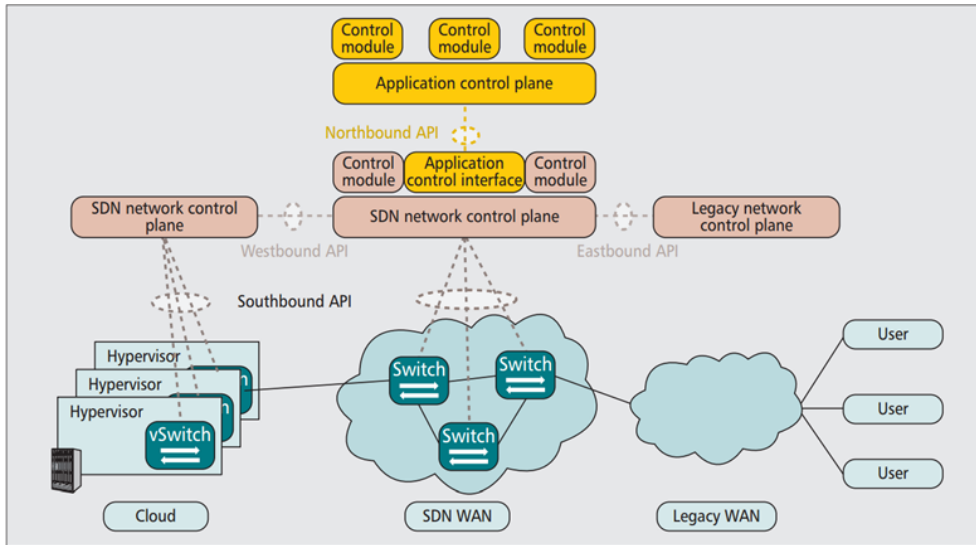 Control
module
Control
module
Control
module
Application control plane
Northbound API
Control
module
Application
control interface
Control
module
SDN network control
plane
SDN network control plane
Legacy network
control plane
Westbound API
Eastbound API
Southbound API
Hypervisor
Hypervisor
Hypervisor
vSwitch
Switch
Switch
Switch
User
User
User
Cloud
SDN WAN
Legacy WAN